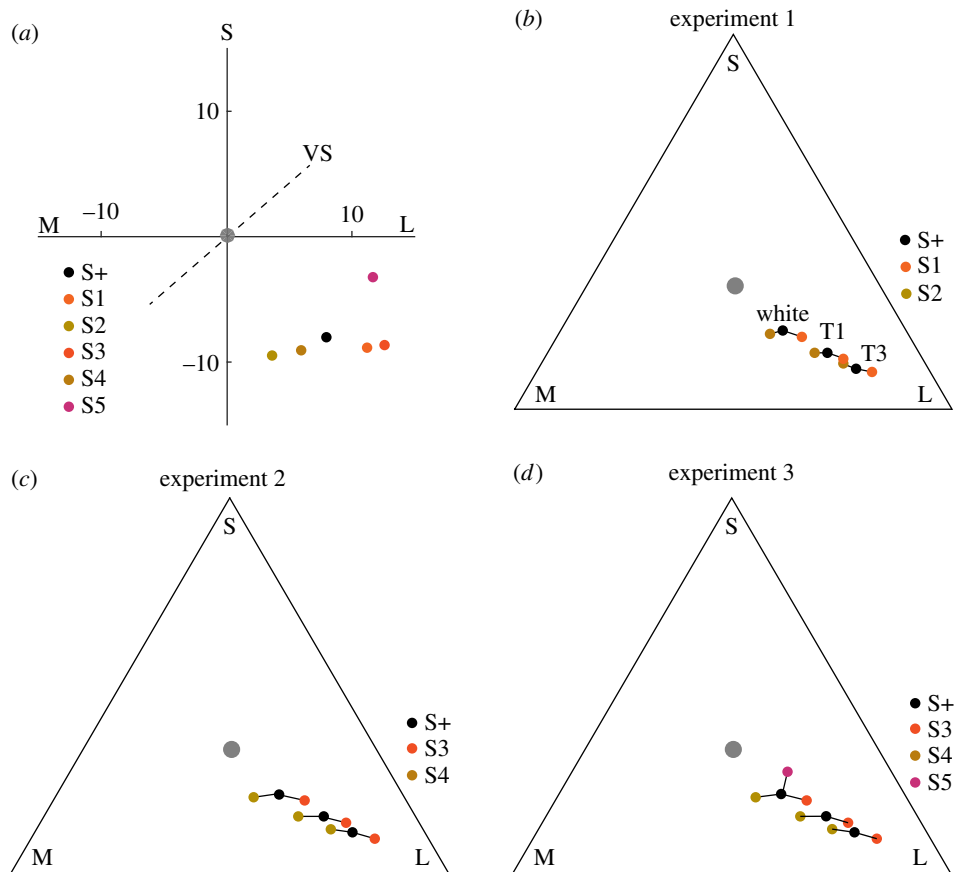 (a)
S
10
VS
M
−10
10
L
S+
S1
S2
S3
S4
S5
−10
(b)
experiment 1
S
S+
S1
S2
white
T1
T3
M
L
(c)
experiment 2
S
S+
S3
S4
M
L
(d)
experiment 3
S
S+
S3
S4
S5
M
L